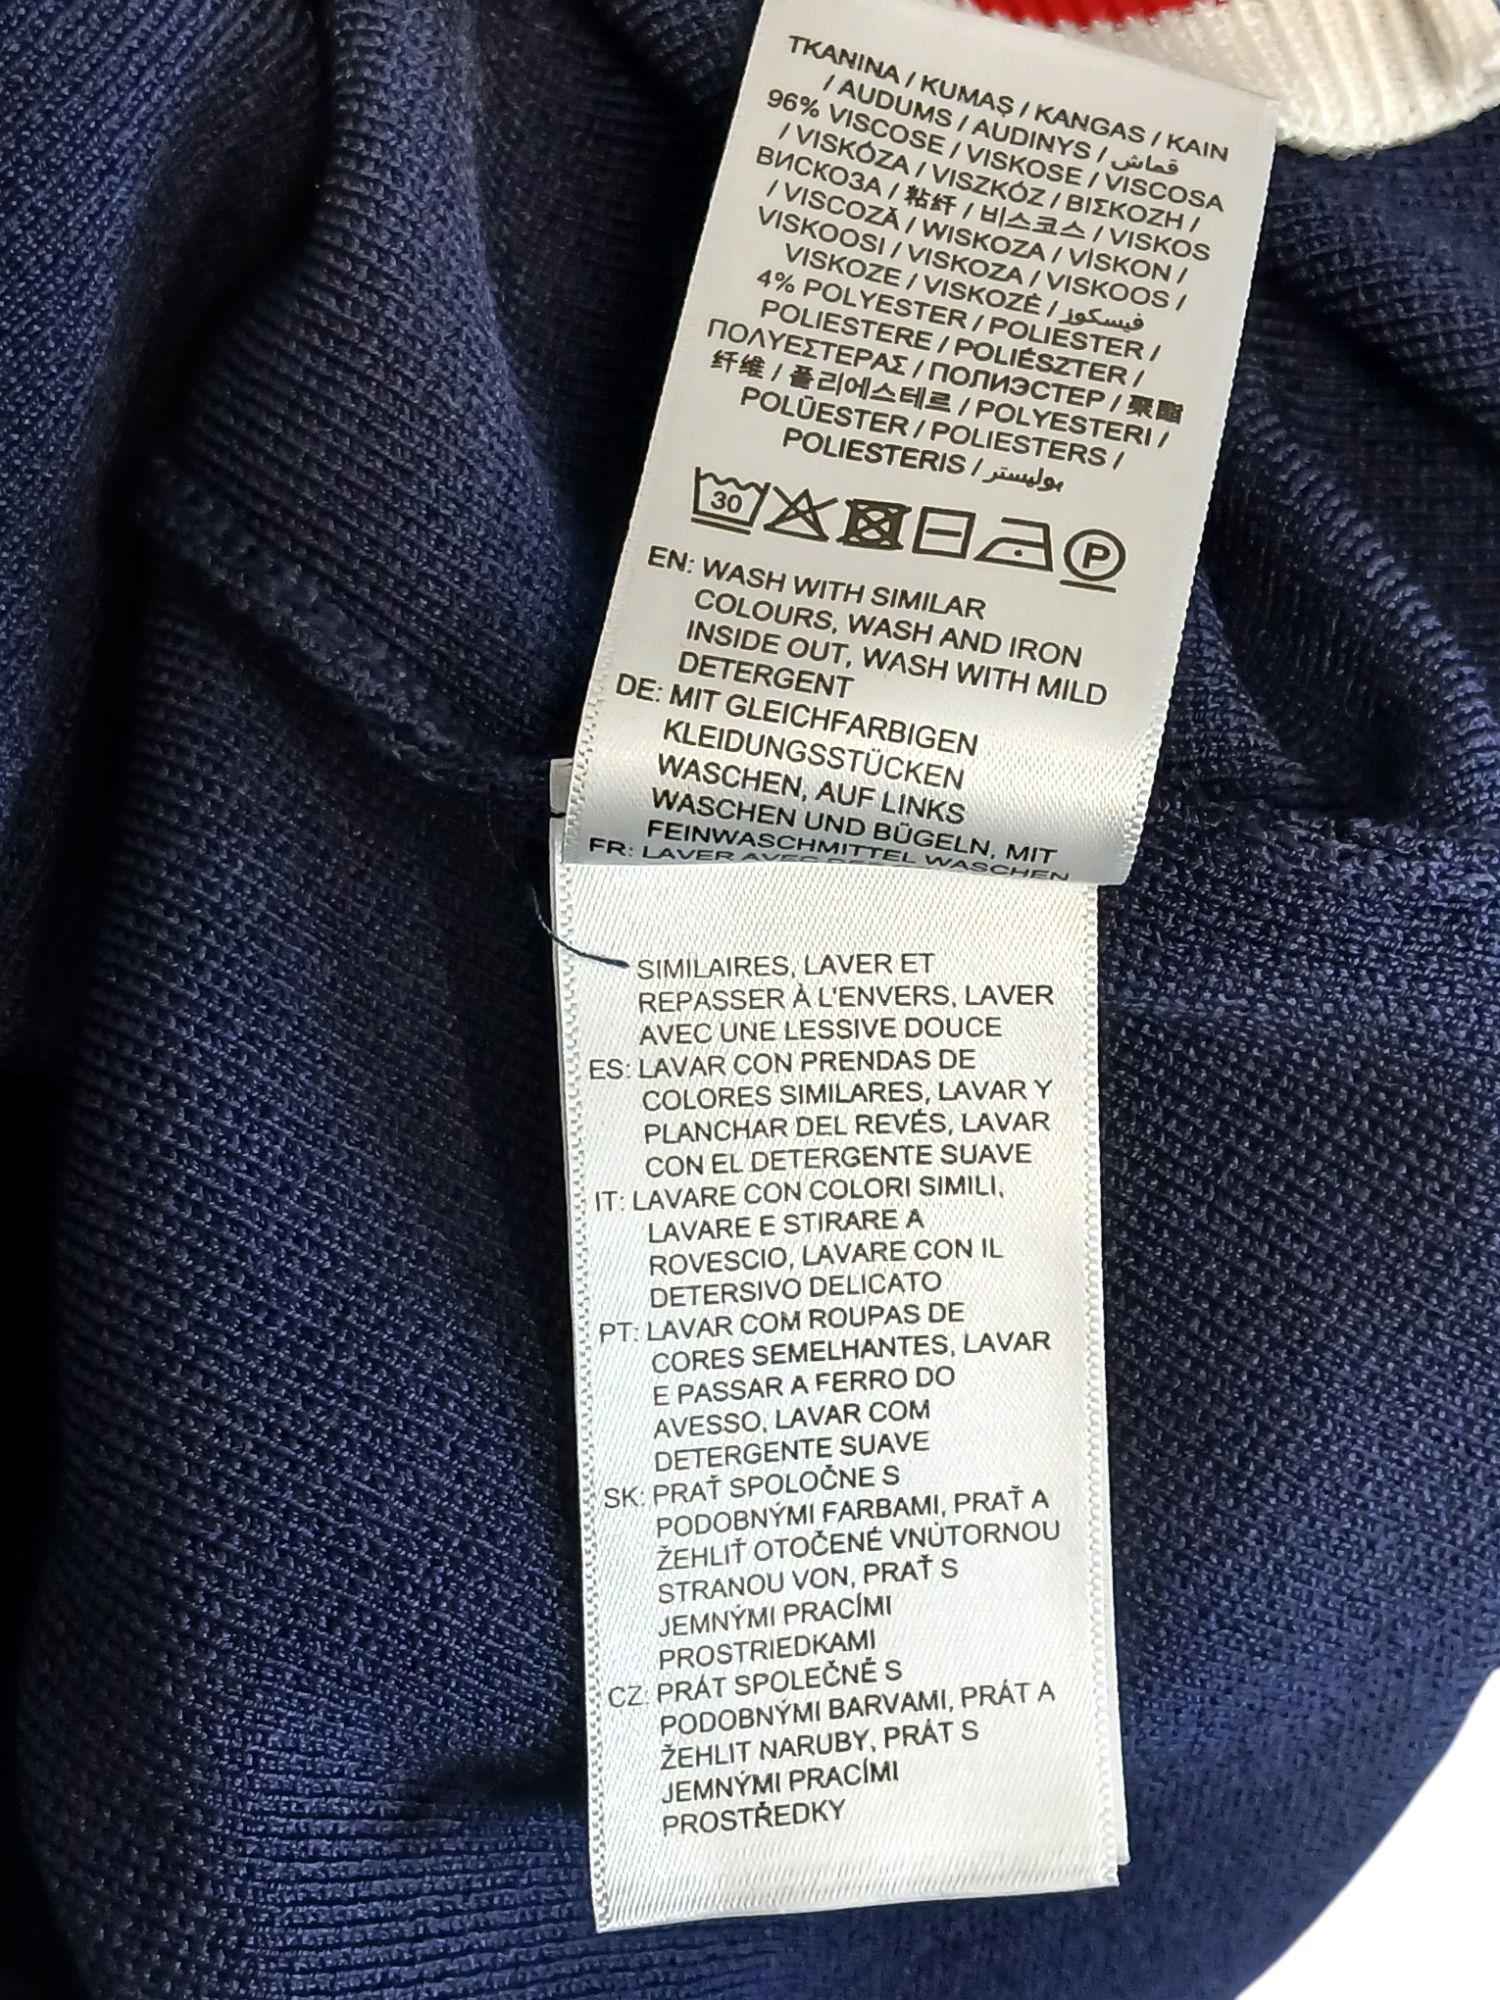 TKANINA / KUMAŞ / KANGAS / KAIN
/ AUDUMS / AUDINYS / قماش
96% VISCOSE / VISKOSE / VISCOSA
/ VISKÓZA / VISZKÓZ / ΒΙΣΚΟΖΗ /
ВИСКОЗА / 粘纤 / 비스코스 / VISKOS
/ VISCOZĂ / WISKOZA / VİSKON /
VISKOOSI / VISKOZA / VISKOOS /
VISKOZE / VISKOZĖ / فيسكوز
4% POLYESTER / POLIESTER /
POLIESTERE / POLIÉSZTER /
ΠΟΛΥΕΣΤΕΡΑΣ / ПОЛИЭСТЕР / 聚酯
纤维 / 폴리에스테르 / POLYESTERI /
POLÜESTER / POLIESTERS /
POLIESTERIS / بوليستر
30 P
EN: WASH WITH SIMILAR
COLOURS, WASH AND IRON
INSIDE OUT, WASH WITH MILD
DETERGENT
DE: MIT GLEICHFARBIGEN
KLEIDUNGSSTÜCKEN
WASCHEN, AUF LINKS
WASCHEN UND BÜGELN, MIT
FEINWASCHMITTEL WASCHEN
FR: LAVER AVEC
SIMILAIRES, LAVER ET
REPASSER À L'ENVERS, LAVER
AVEC UNE LESSIVE DOUCE
ES: LAVAR CON PRENDAS DE
COLORES SIMILARES, LAVAR Y
PLANCHAR DEL REVÉS, LAVAR
CON EL DETERGENTE SUAVE
IT: LAVARE CON COLORI SIMILI,
LAVARE E STIRARE A
ROVESCIO, LAVARE CON IL
DETERSIVO DELICATO
PT: LAVAR COM ROUPAS DE
CORES SEMELHANTES, LAVAR
E PASSAR A FERRO DO
AVESSO, LAVAR COM
DETERGENTE SUAVE
SK: PRAŤ SPOLOČNE S
PODOBNÝMI FARBAMI, PRAŤ A
ŽEHLIŤ OTOČENÉ VNÚTORNOU
STRANOU VON, PRAŤ S
JEMNÝMI PRACÍMI
PROSTRIEDKAMI
CZ: PRÁT SPOLEČNĚ S
PODOBNÝMI BARVAMI, PRÁT A
ŽEHLIT NARUBY, PRÁT S
JEMNÝMI PRACÍMI
PROSTŘEDKY